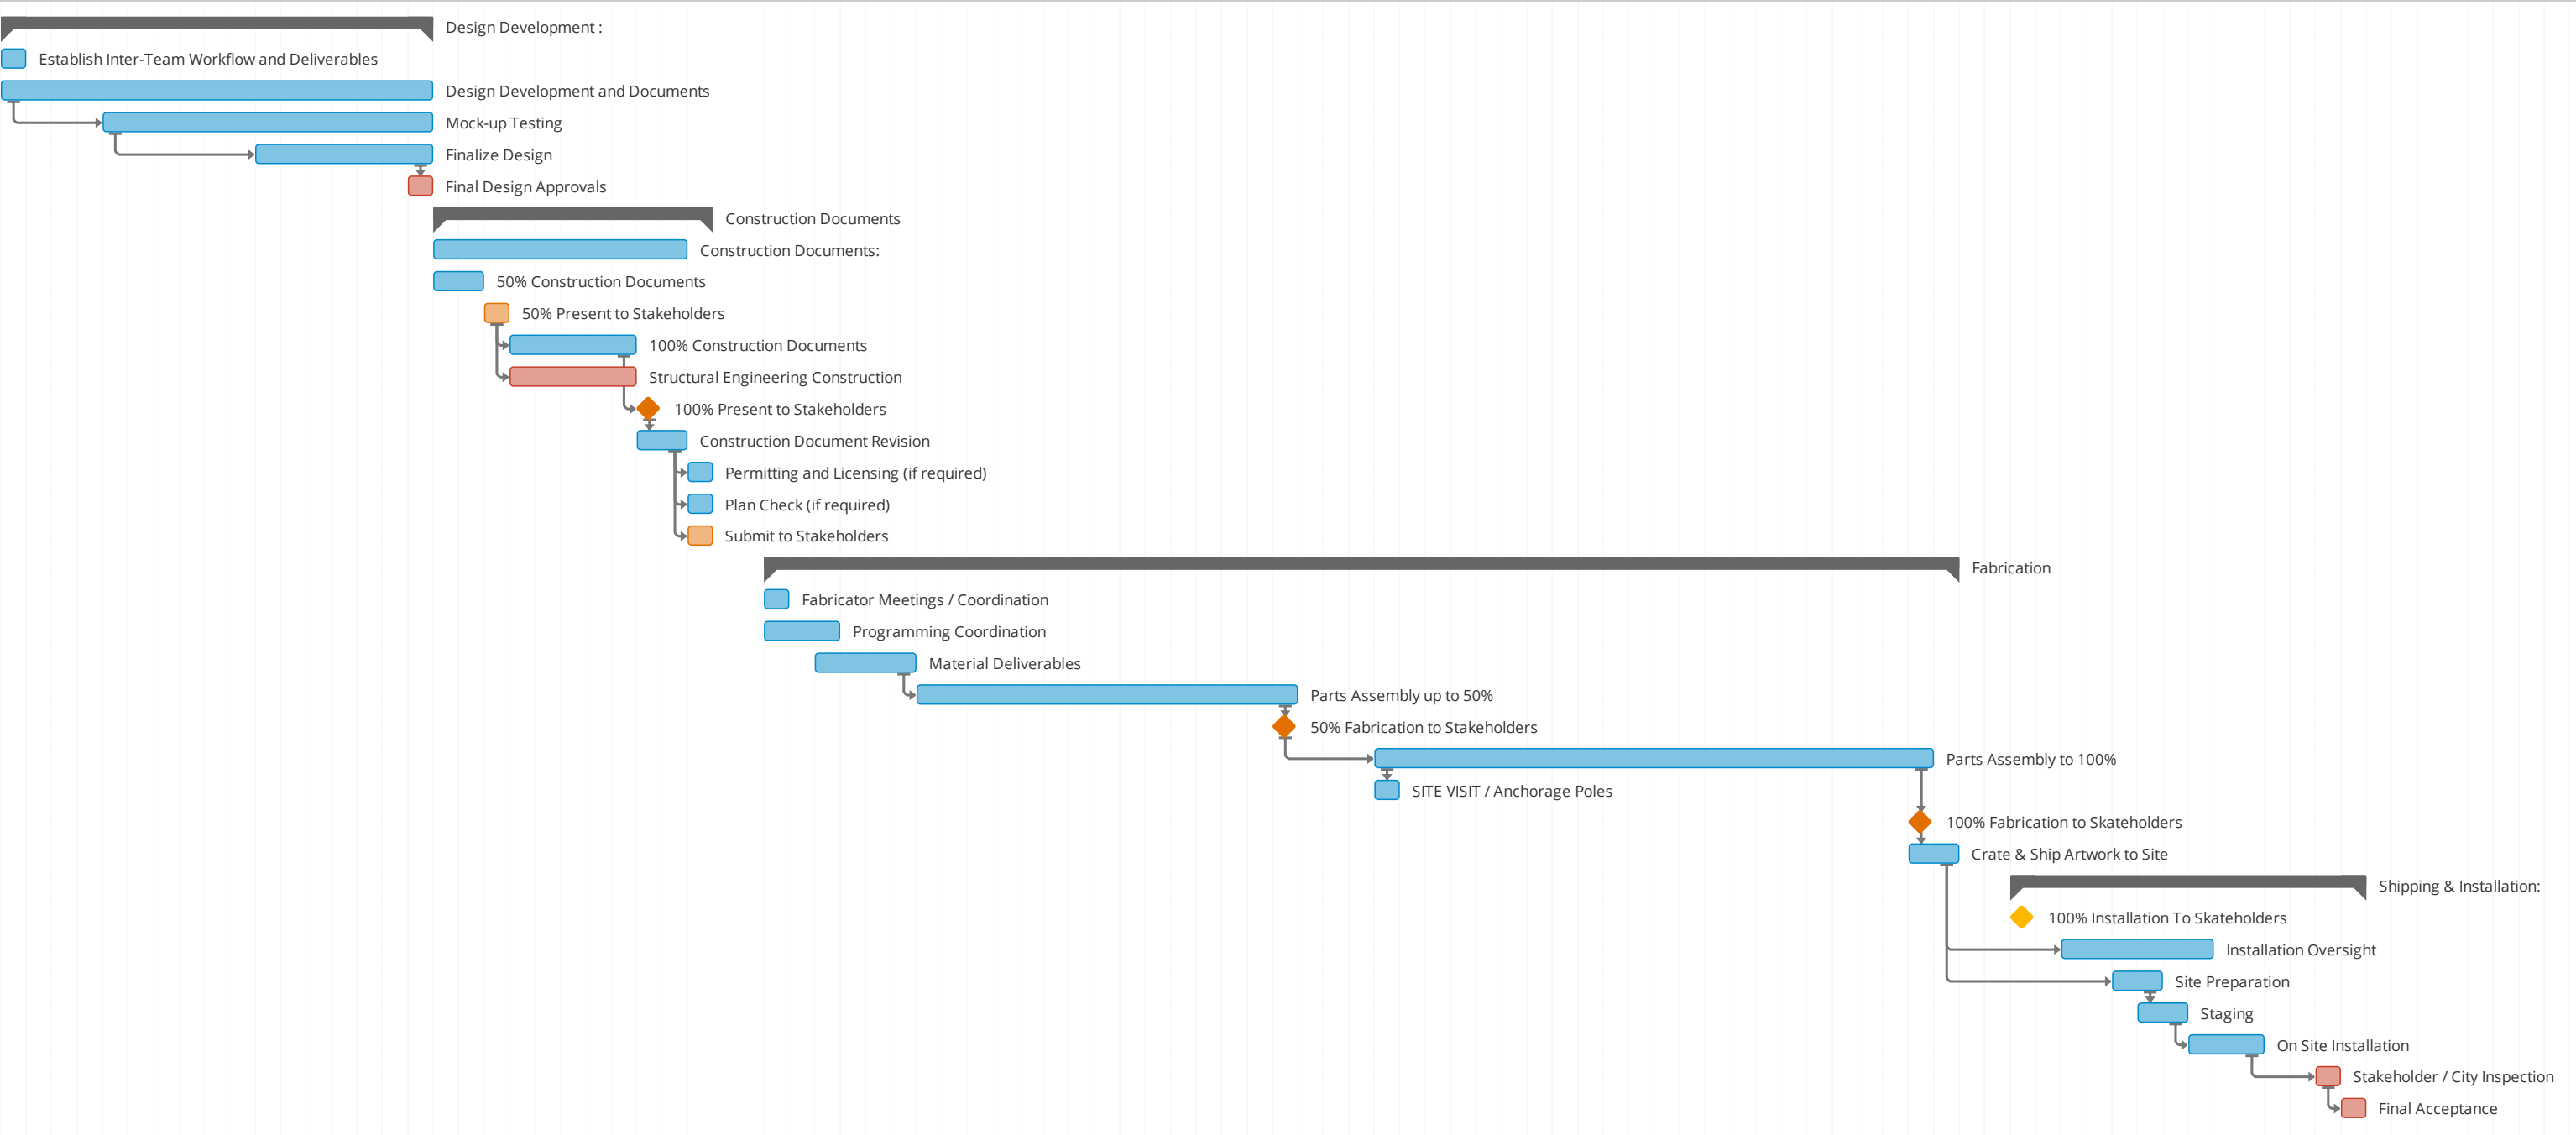 Design Development :
Establish Inter-Team Workflow and Deliverables
Design Development and Documents
Mock-up Testing
Finalize Design
Final Design Approvals
Construction Documents
Construction Documents:
50% Construction Documents
50% Present to Stakeholders
100% Construction Documents
Structural Engineering Construction
100% Present to Stakeholders
Construction Document Revision
Permitting and Licensing (if required)
Plan Check (if required)
Submit to Stakeholders
Fabrication
Fabricator Meetings / Coordination
Programming Coordination
Material Deliverables
Parts Assembly up to 50%
50% Fabrication to Stakeholders
Parts Assembly to 100%
SITE VISIT / Anchorage Poles
100% Fabrication to Skateholders
Crate & Ship Artwork to Site
Shipping & Installation:
100% Installation To Skateholders
Installation Oversight
Site Preparation
Staging
On Site Installation
Stakeholder / City Inspection
Final Acceptance